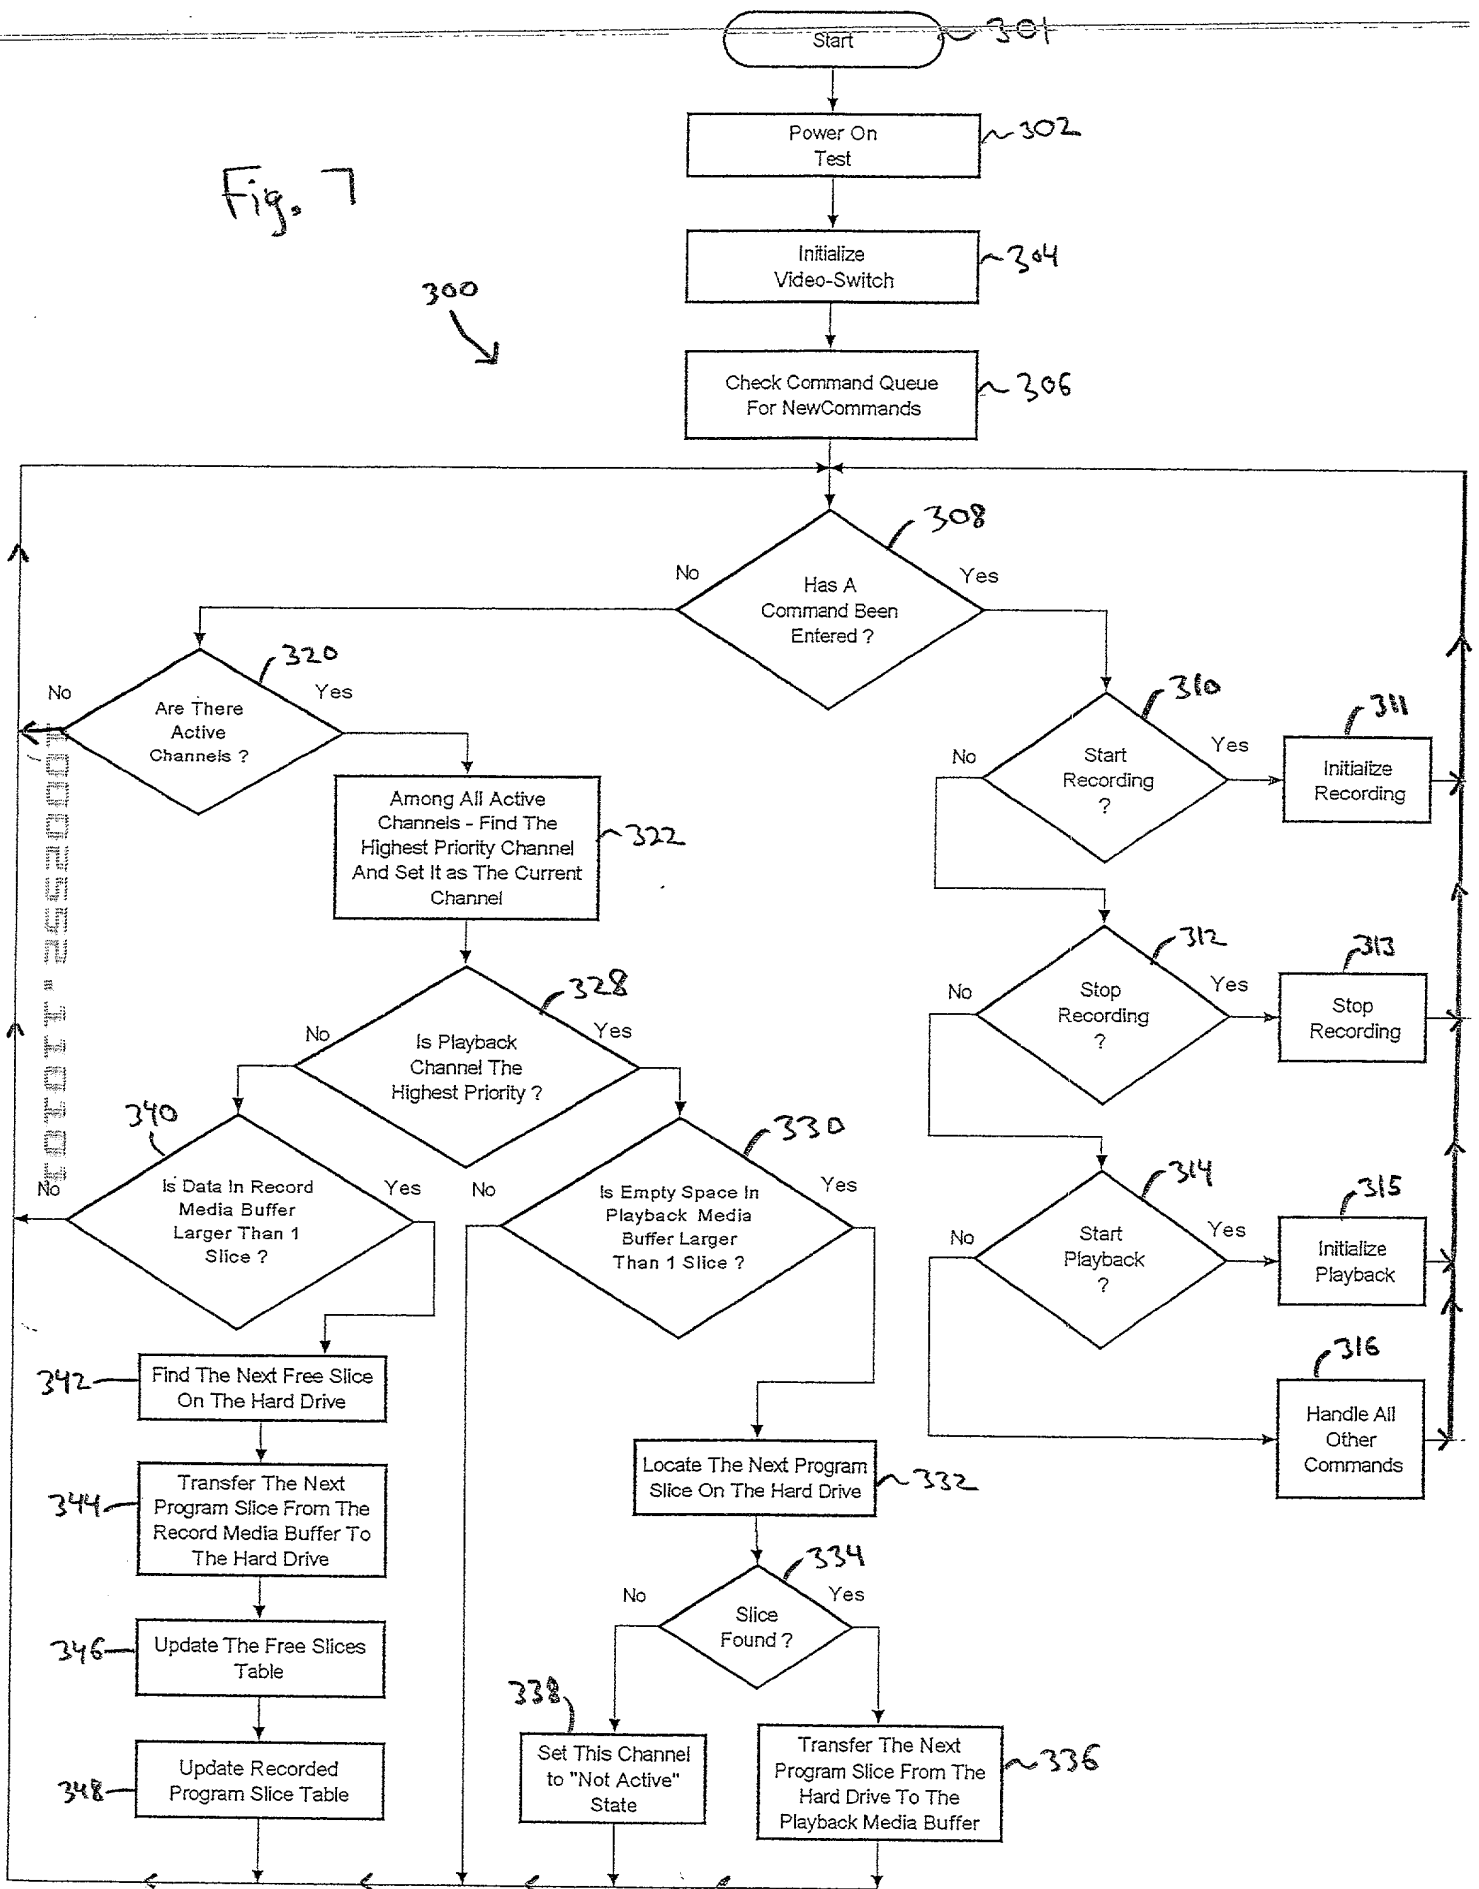 Start
301
Power On
Test
302
Fig. 7
Initialize
Video-Switch
304
300
Check Command Queue
For NewCommands
306
308
No
Yes
Has A
Command Been
Entered ?
320
No
Yes
Are There
Active
Channels ?
310
No
Yes
Start
Recording
?
311
Initialize
Recording
Among All Active
Channels - Find The
Highest Priority Channel
And Set It as The Current
Channel
322
312
No
Yes
Stop
Recording
?
313
Stop
Recording
328
No
Yes
Is Playback
Channel The
Highest Priority ?
340
No
Yes
Is Data In Record
Media Buffer
Larger Than 1
Slice ?
330
No
Yes
Is Empty Space In
Playback Media
Buffer Larger
Than 1 Slice ?
314
No
Yes
Start
Playback
?
315
Initialize
Playback
342
Find The Next Free Slice
On The Hard Drive
316
Handle All
Other
Commands
Locate The Next Program
Slice On The Hard Drive
332
344
Transfer The Next
Program Slice From The
Record Media Buffer To
The Hard Drive
334
No
Yes
Slice
Found ?
346
Update The Free Slices
Table
338
Set This Channel
to "Not Active"
State
Transfer The Next
Program Slice From The
Hard Drive To The
Playback Media Buffer
336
348
Update Recorded
Program Slice Table